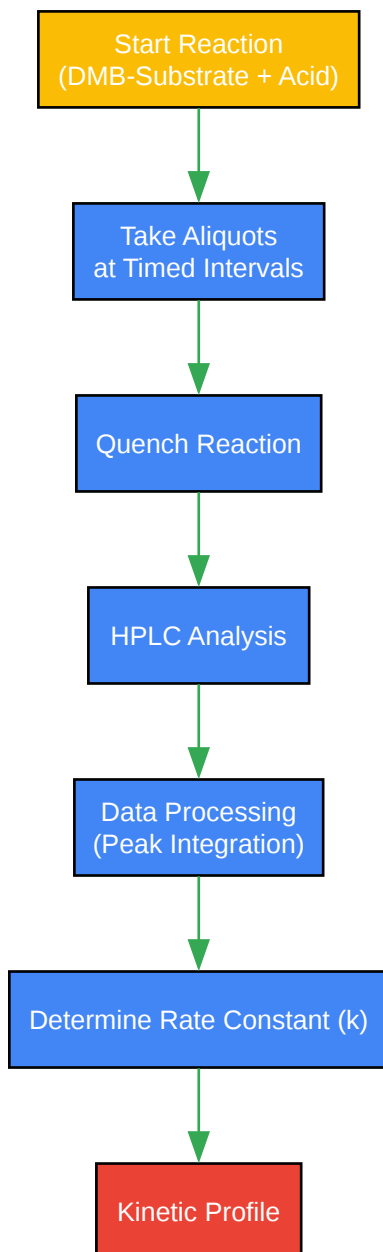 Start Reaction
(DMB-Substrate + Acid)
Take Aliquots
at Timed Intervals
Quench Reaction
HPLC Analysis
Data Processing
(Peak Integration)
Determine Rate Constant (k)
Kinetic Profile